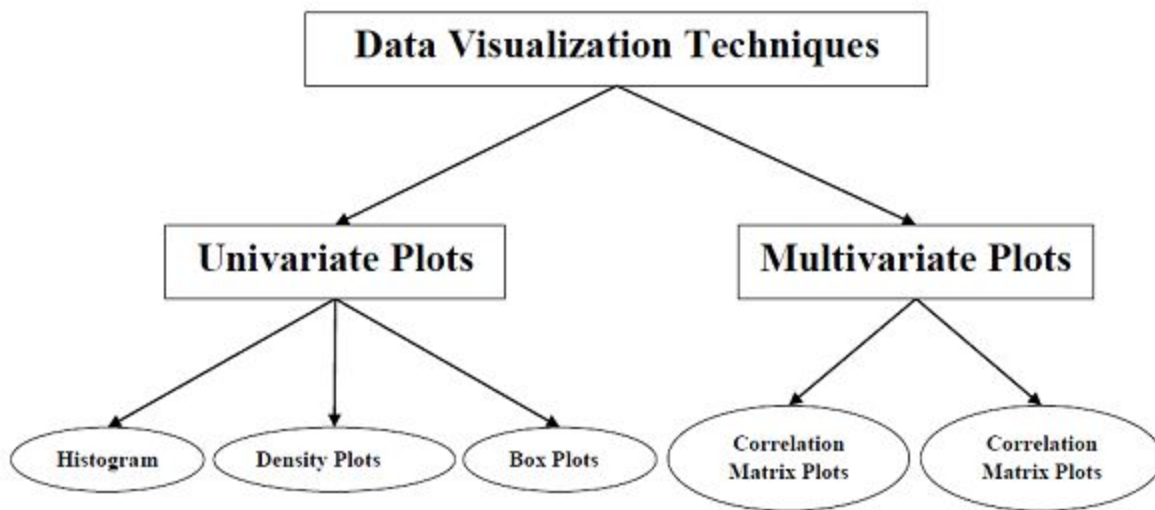 Data Visualization Techniques
Univariate Plots
Multivariate Plots
Histogram
Density Plots
Box Plots
Correlation
Matrix Plots
Correlation
Matrix Plots